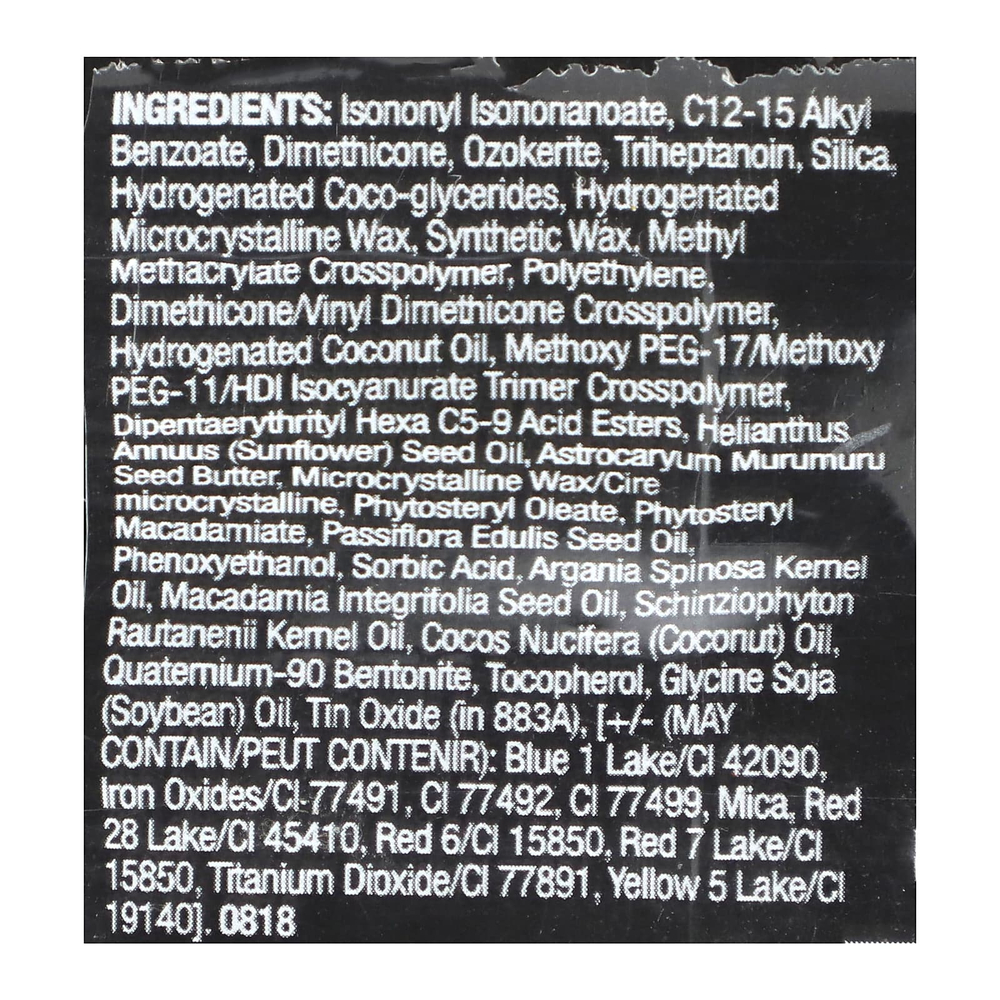 INGREDIENTS: Isononyl Isononanoate, C12-15 Alkyl
Benzoate, Dimethicone, Ozokerite, Triheptanoin, Silica,
Hydrogenated Coco-glycerides, Hydrogenated
Microcrystalline Wax, Synthetic Wax, Methyl
Methacrylate Crosspolymer, Polyethylene,
Dimethicone/Vinyl Dimethicone Crosspolymer,
Hydrogenated Coconut Oil, Methoxy PEG-17/Methoxy
PEG-11/HDI Isocyanurate Trimer Crosspolymer,
Dipentaerythrityl Hexa C5-9 Acid Esters, Helianthus
Annuus (Sunflower) Seed Oil, Astrocaryum Murumuru
Seed Butter, Microcrystalline Wax/Cire
microcrystalline, Phytosteryl Oleate, Phytosteryl
Macadamiate, Passiflora Edulis Seed Oil,
Phenoxyethanol, Sorbic Acid, Argania Spinosa Kernel
Oil, Macadamia Integrifolia Seed Oil, Schinziophyton
Rautanenii Kernel Oil, Cocos Nucifera (Coconut) Oil,
Quaternium-90 Bentonite, Tocopherol, Glycine Soja
(Soybean) Oil, Tin Oxide (in 883A), [+/- (MAY
CONTAIN/PEUT CONTENIR): Blue 1 Lake/CI 42090,
Iron Oxides/CI-77491, CI 77492, CI 77499, Mica, Red
28 Lake/CI 45410, Red 6/CI 15850, Red 7 Lake/CI
15850, Titanium Dioxide/CI 77891, Yellow 5 Lake/CI
19140]. 0818